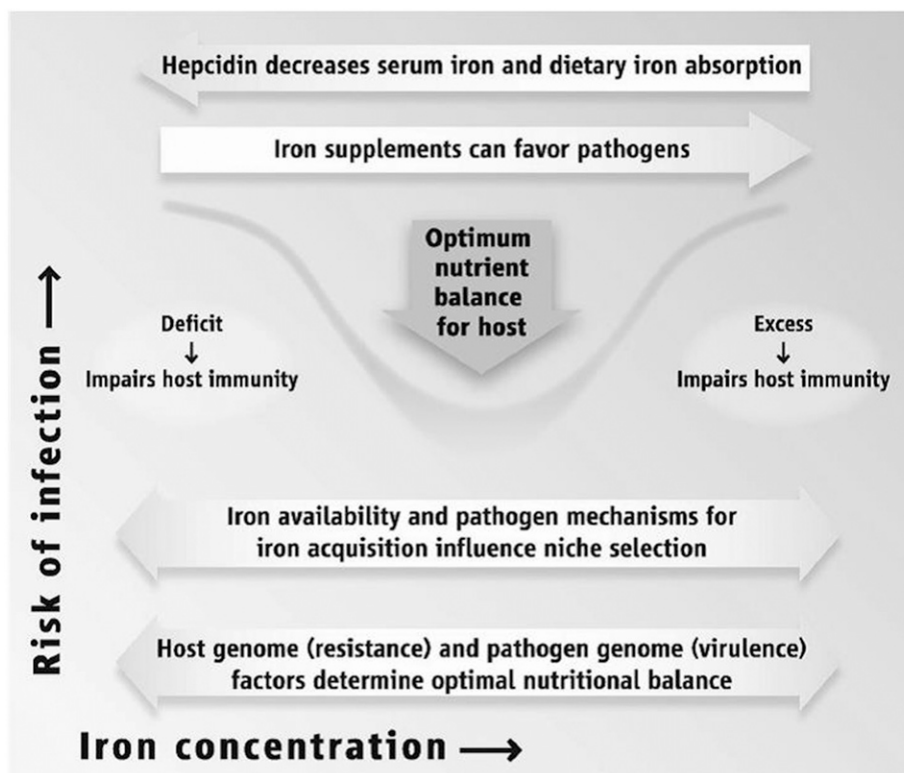 Hepcidin decreases serum iron and dietary iron absorption
Iron supplements can favor pathogens
Optimum
nutrient
balance
for host
Deficit
↓
Impairs host immunity
Excess
↓
Impairs host immunity
Risk of infection →
Iron availability and pathogen mechanisms for
iron acquisition influence niche selection
Host genome (resistance) and pathogen genome (virulence)
factors determine optimal nutritional balance
Iron concentration →